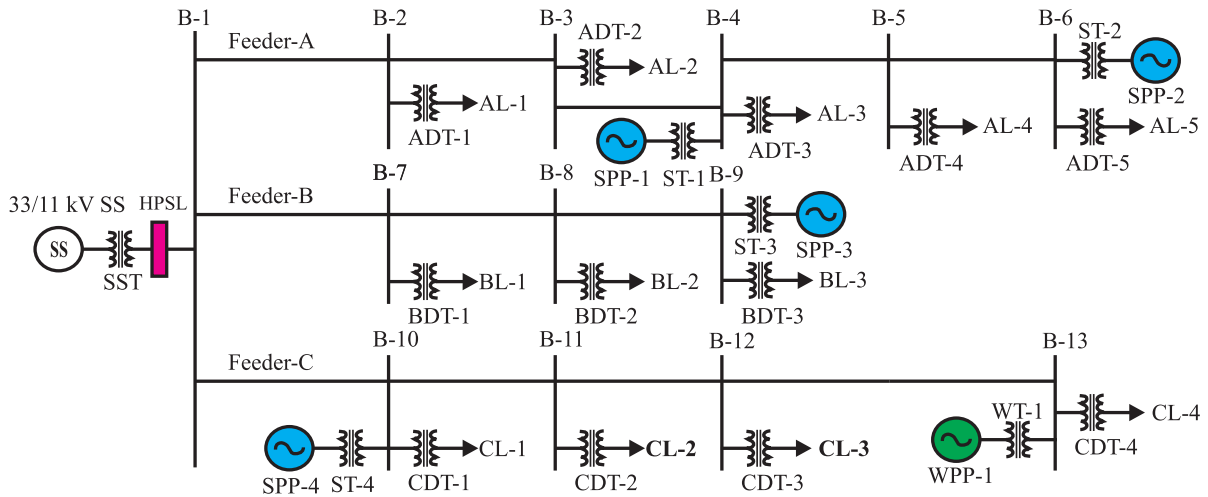 B-1
B-2
B-3
B-4
B-5
B-6
Feeder-A
ADT-2
AL-2
ST-2
SPP-2
AL-1
ADT-1
AL-3
SPP-1
ST-1
ADT-3
AL-4
ADT-4
AL-5
ADT-5
B-7
B-8
B-9
Feeder-B
33/11 kV SS
HPSL
SS
SST
ST-3
SPP-3
BL-1
BDT-1
BL-2
BDT-2
BL-3
BDT-3
B-10
B-11
B-12
B-13
Feeder-C
SPP-4
ST-4
CL-1
CDT-1
CL-2
CDT-2
CL-3
CDT-3
WT-1
WPP-1
CL-4
CDT-4